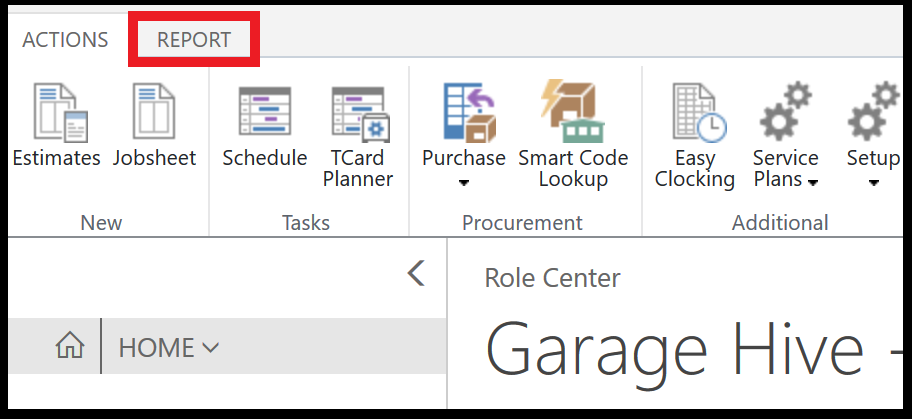 ACTIONS REPORT
Estimates Jobsheet Schedule TCard Planner Purchase Smart Code Lookup Easy Clocking Service Plans Setup
New Tasks Procurement Additional
Role Center
HOME
Garage Hive -